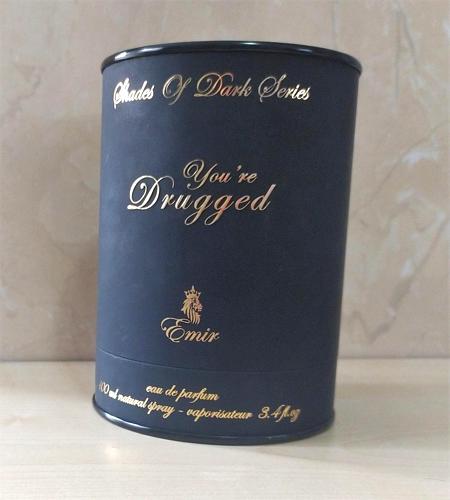 Shades Of Dark Series
You're
Drugged
Emir
eau de parfum
100 ml natural spray - vaporisateur 3.4 fl.oz